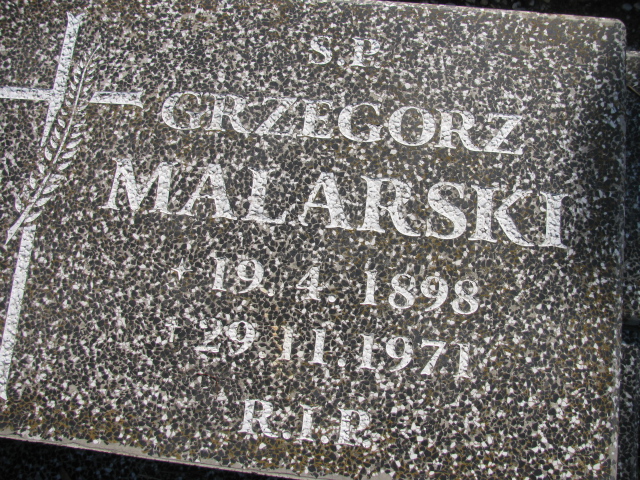 S.P.
GRZEGORZ
MALARSKI
* 19. 4. 1898
† 29. 11. 1971
R.I.P.